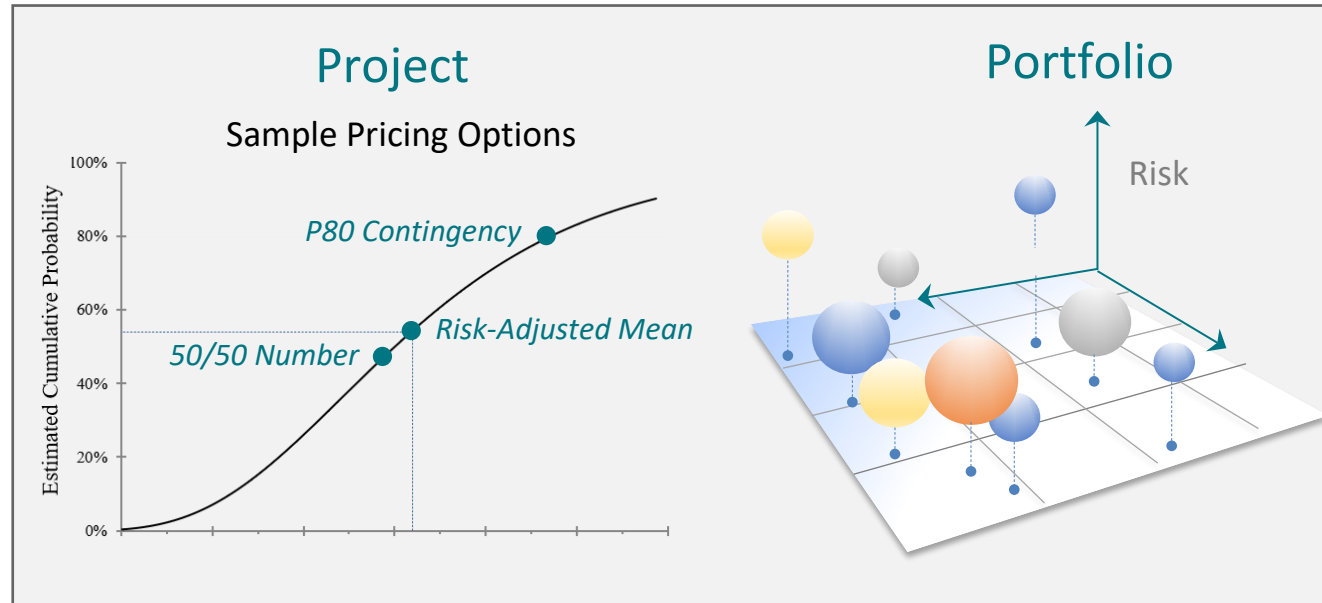 Project
Sample Pricing Options
Estimated Cumulative Probability
100%
80%
60%
40%
20%
0%
P80 Contingency
Risk-Adjusted Mean
50/50 Number
Portfolio
Risk